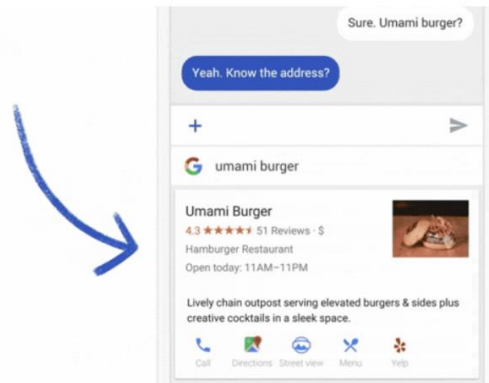 Sure. Umami burger?
Yeah. Know the address?
umami burger
Umami Burger
4.3 51 Reviews · $
Hamburger Restaurant
Open today: 11AM–11PM
Lively chain outpost serving elevated burgers & sides plus
creative cocktails in a sleek space.
Call Directions Street view Menu Yelp